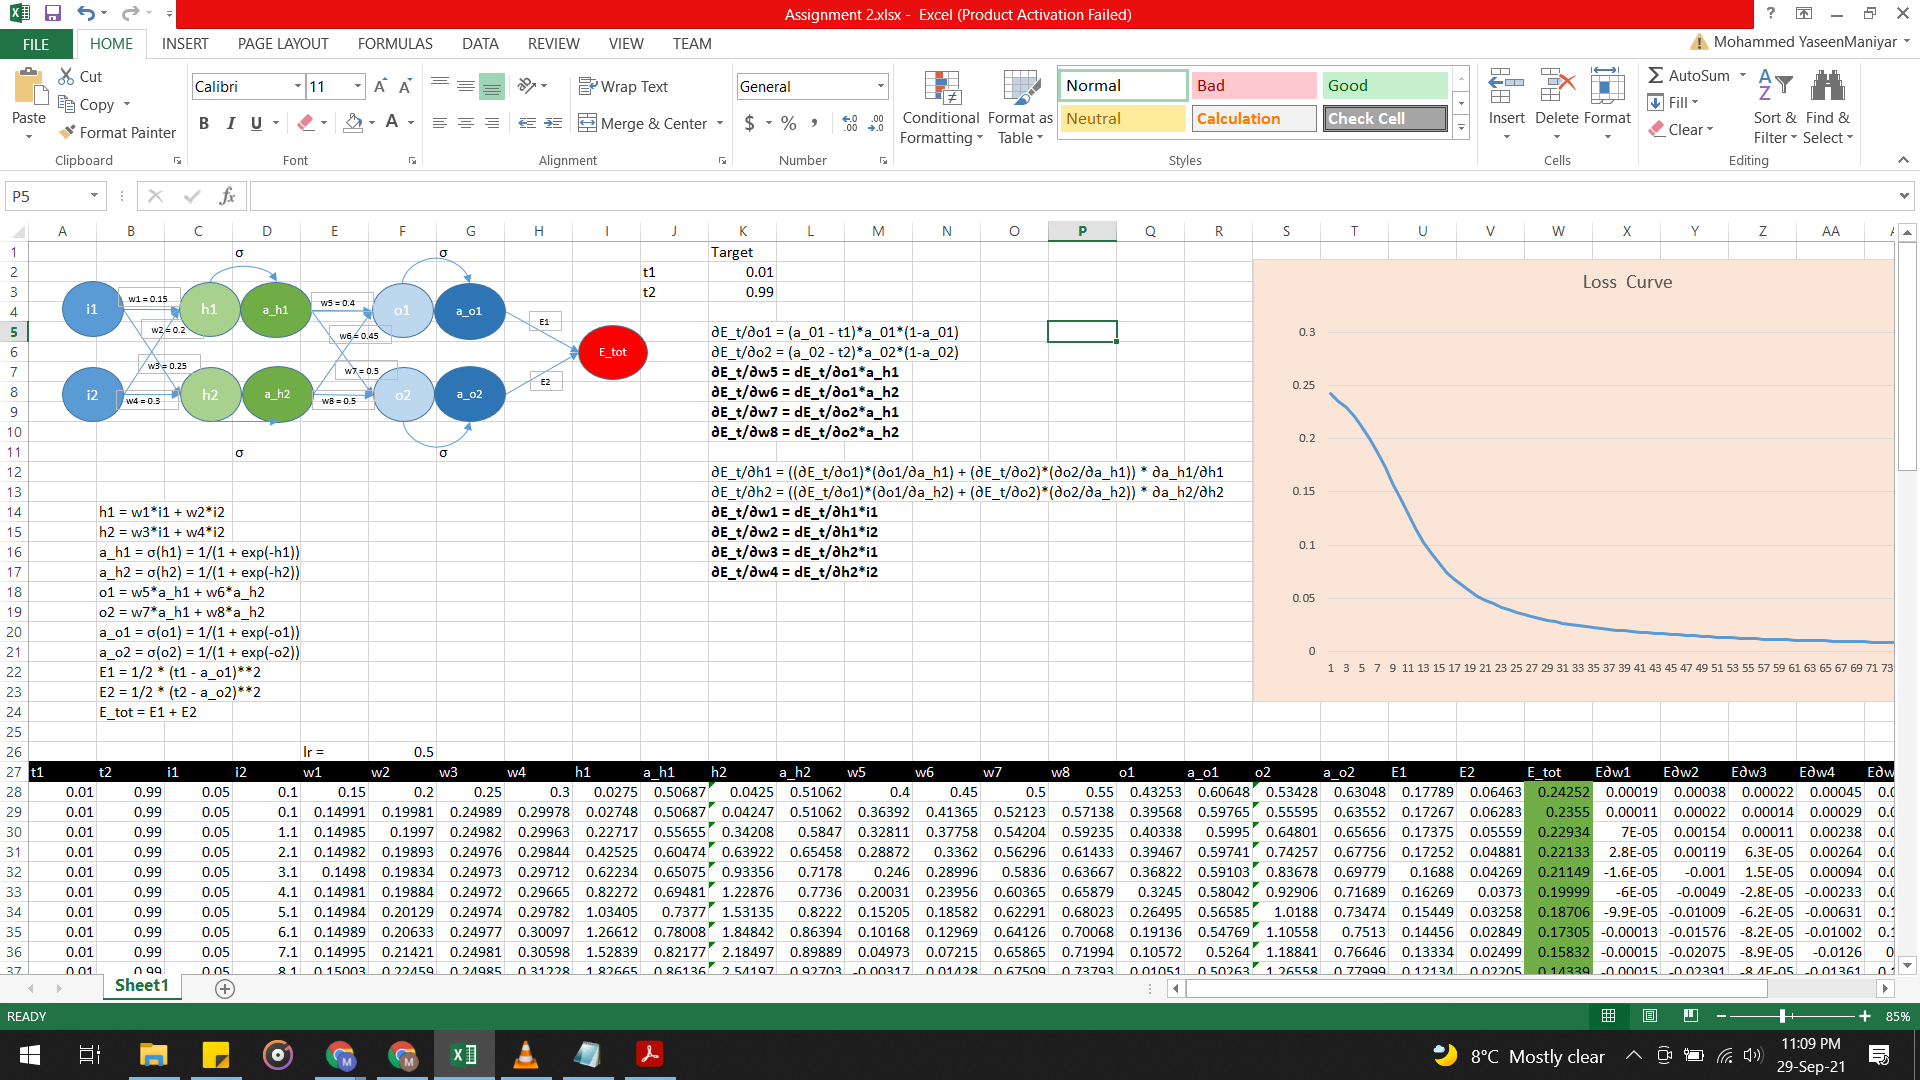 Assignment 2.xlsx - Excel (Product Activation Failed)
FILE HOME INSERT PAGE LAYOUT FORMULAS DATA REVIEW VIEW TEAM
Mohammed YaseenManiyar
Paste
Cut
Copy
Format Painter
Clipboard
Calibri 11
B I U
Font
Wrap Text
Merge & Center
Alignment
General
$ % ,
Number
Conditional Formatting
Format as Table
Normal Bad Good
Neutral Calculation Check Cell
Styles
Insert Delete Format
Cells
AutoSum
Fill
Clear
Sort & Filter
Find & Select
Editing
P5
fx
A B C D E F G H I J K L M N O P Q R S T U V W X Y Z AA
1 σ σ Target
2 t1 0.01
3 t2 0.99
i1 w1 = 0.15 h1 a_h1 w5 = 0.4 o1 a_o1
w2 = 0.2 w6 = 0.45 E1
E_tot
w3 = 0.25 w7 = 0.5 E2
i2 w4 = 0.3 h2 a_h2 w8 = 0.5 o2 a_o2
4
5 ∂E_t/∂o1 = (a_01 - t1)*a_01*(1-a_01)
6 ∂E_t/∂o2 = (a_02 - t2)*a_02*(1-a_02)
7 ∂E_t/∂w5 = dE_t/∂o1*a_h1
8 ∂E_t/∂w6 = dE_t/∂o1*a_h2
9 ∂E_t/∂w7 = dE_t/∂o2*a_h1
10 ∂E_t/∂w8 = dE_t/∂o2*a_h2
11 σ σ
12 ∂E_t/∂h1 = ((∂E_t/∂o1)*(∂o1/∂a_h1) + (∂E_t/∂o2)*(∂o2/∂a_h1)) * ∂a_h1/∂h1
13 ∂E_t/∂h2 = ((∂E_t/∂o1)*(∂o1/∂a_h2) + (∂E_t/∂o2)*(∂o2/∂a_h2)) * ∂a_h2/∂h2
14 h1 = w1*i1 + w2*i2 ∂E_t/∂w1 = dE_t/∂h1*i1
15 h2 = w3*i1 + w4*i2 ∂E_t/∂w2 = dE_t/∂h1*i2
16 a_h1 = σ(h1) = 1/(1 + exp(-h1)) ∂E_t/∂w3 = dE_t/∂h2*i1
17 a_h2 = σ(h2) = 1/(1 + exp(-h2)) ∂E_t/∂w4 = dE_t/∂h2*i2
18 o1 = w5*a_h1 + w6*a_h2
19 o2 = w7*a_h1 + w8*a_h2
20 a_o1 = σ(o1) = 1/(1 + exp(-o1))
21 a_o2 = σ(o2) = 1/(1 + exp(-o2))
22 E1 = 1/2 * (t1 - a_o1)**2
23 E2 = 1/2 * (t2 - a_o2)**2
24 E_tot = E1 + E2
25
Loss Curve
0.3
0.25
0.2
0.15
0.1
0.05
0
1 3 5 7 9 11 13 15 17 19 21 23 25 27 29 31 33 35 37 39 41 43 45 47 49 51 53 55 57 59 61 63 65 67 69 71 73
26 lr = 0.5
27 t1 t2 i1 i2 w1 w2 w3 w4 h1 a_h1 h2 a_h2 w5 w6 w7 w8 o1 a_o1 o2 a_o2 E1 E2 E_tot E∂w1 E∂w2 E∂w3 E∂w4 E∂w
28 0.01 0.99 0.05 0.1 0.15 0.2 0.25 0.3 0.0275 0.50687 0.0425 0.51062 0.4 0.45 0.5 0.55 0.43253 0.60648 0.53428 0.63048 0.17789 0.06463 0.24252 0.00019 0.00038 0.00022 0.00045 0.0
29 0.01 0.99 0.05 0.1 0.14991 0.19981 0.24989 0.29978 0.02748 0.50687 0.04247 0.51062 0.36392 0.41365 0.52123 0.57138 0.39568 0.59765 0.55595 0.63552 0.17267 0.06283 0.2355 0.00011 0.00022 0.00014 0.00029 0.0
30 0.01 0.99 0.05 1.1 0.14985 0.1997 0.24982 0.29963 0.22717 0.55655 0.34208 0.5847 0.32811 0.37758 0.54204 0.59235 0.40338 0.5995 0.64801 0.65656 0.17375 0.05559 0.22934 7E-05 0.00154 0.00011 0.00238 0.0
31 0.01 0.99 0.05 2.1 0.14982 0.19893 0.24976 0.29844 0.42525 0.60474 0.63922 0.65458 0.28872 0.3362 0.56296 0.61433 0.39467 0.59741 0.74257 0.67756 0.17252 0.04881 0.22133 2.8E-05 0.00119 6.3E-05 0.00264 0.0
32 0.01 0.99 0.05 3.1 0.1498 0.19834 0.24973 0.29712 0.62234 0.65075 0.93356 0.7178 0.246 0.28996 0.5836 0.63667 0.36822 0.59103 0.83678 0.69779 0.1688 0.04269 0.21149 -1.6E-05 -0.001 1.5E-05 0.00094 0.0
33 0.01 0.99 0.05 4.1 0.14981 0.19884 0.24972 0.29665 0.82272 0.69481 1.22876 0.7736 0.20031 0.23956 0.60365 0.65879 0.3245 0.58042 0.92906 0.71689 0.16269 0.0373 0.19999 -6E-05 -0.0049 -2.8E-05 -0.00233 0.0
34 0.01 0.99 0.05 5.1 0.14984 0.20129 0.24974 0.29782 1.03405 0.7377 1.53135 0.8222 0.15205 0.18582 0.62291 0.68023 0.26495 0.56585 1.0188 0.73474 0.15449 0.03258 0.18706 -9.9E-05 -0.01009 -6.2E-05 -0.00631 0.1
35 0.01 0.99 0.05 6.1 0.14989 0.20633 0.24977 0.30097 1.26612 0.78008 1.84842 0.86394 0.10168 0.12969 0.64126 0.70068 0.19136 0.54769 1.10558 0.7513 0.14456 0.02849 0.17305 -0.00013 -0.01576 -8.2E-05 -0.01002 0.1
36 0.01 0.99 0.05 7.1 0.14995 0.21421 0.24981 0.30598 1.52839 0.82177 2.18497 0.89889 0.04973 0.07215 0.65865 0.71994 0.10572 0.5264 1.18841 0.76646 0.13334 0.02499 0.15832 -0.00015 -0.02075 -8.9E-05 -0.0126 0
37 0.01 0.99 0.05 8.1 0.15003 0.22459 0.24985 0.31228 1.82665 0.86136 2.54197 0.92703 -0.00317 0.01428 0.67509 0.73793 0.01051 0.50263 1.26558 0.77999 0.12134 0.02205 0.14339 -0.00015 -0.02391 -8.4E-05 -0.01361 0.1
Sheet1
READY
85%
8°C Mostly clear
11:09 PM
29-Sep-21